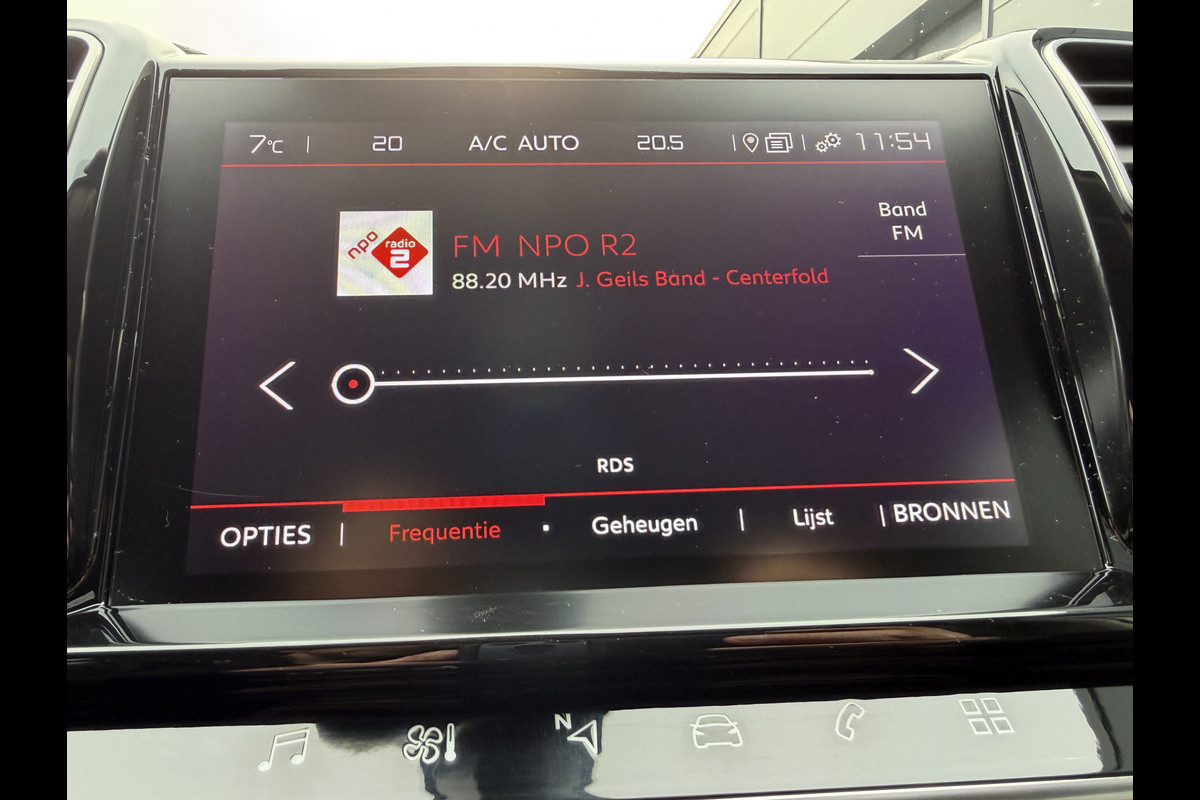 7°C | 20 A/C AUTO 20.5 | | 11:54
Band
FM
npo radio 2
FM NPO R2
88.20 MHz J. Geils Band - Centerfold
RDS
OPTIES | Frequentie · Geheugen | Lijst | BRONNEN
N